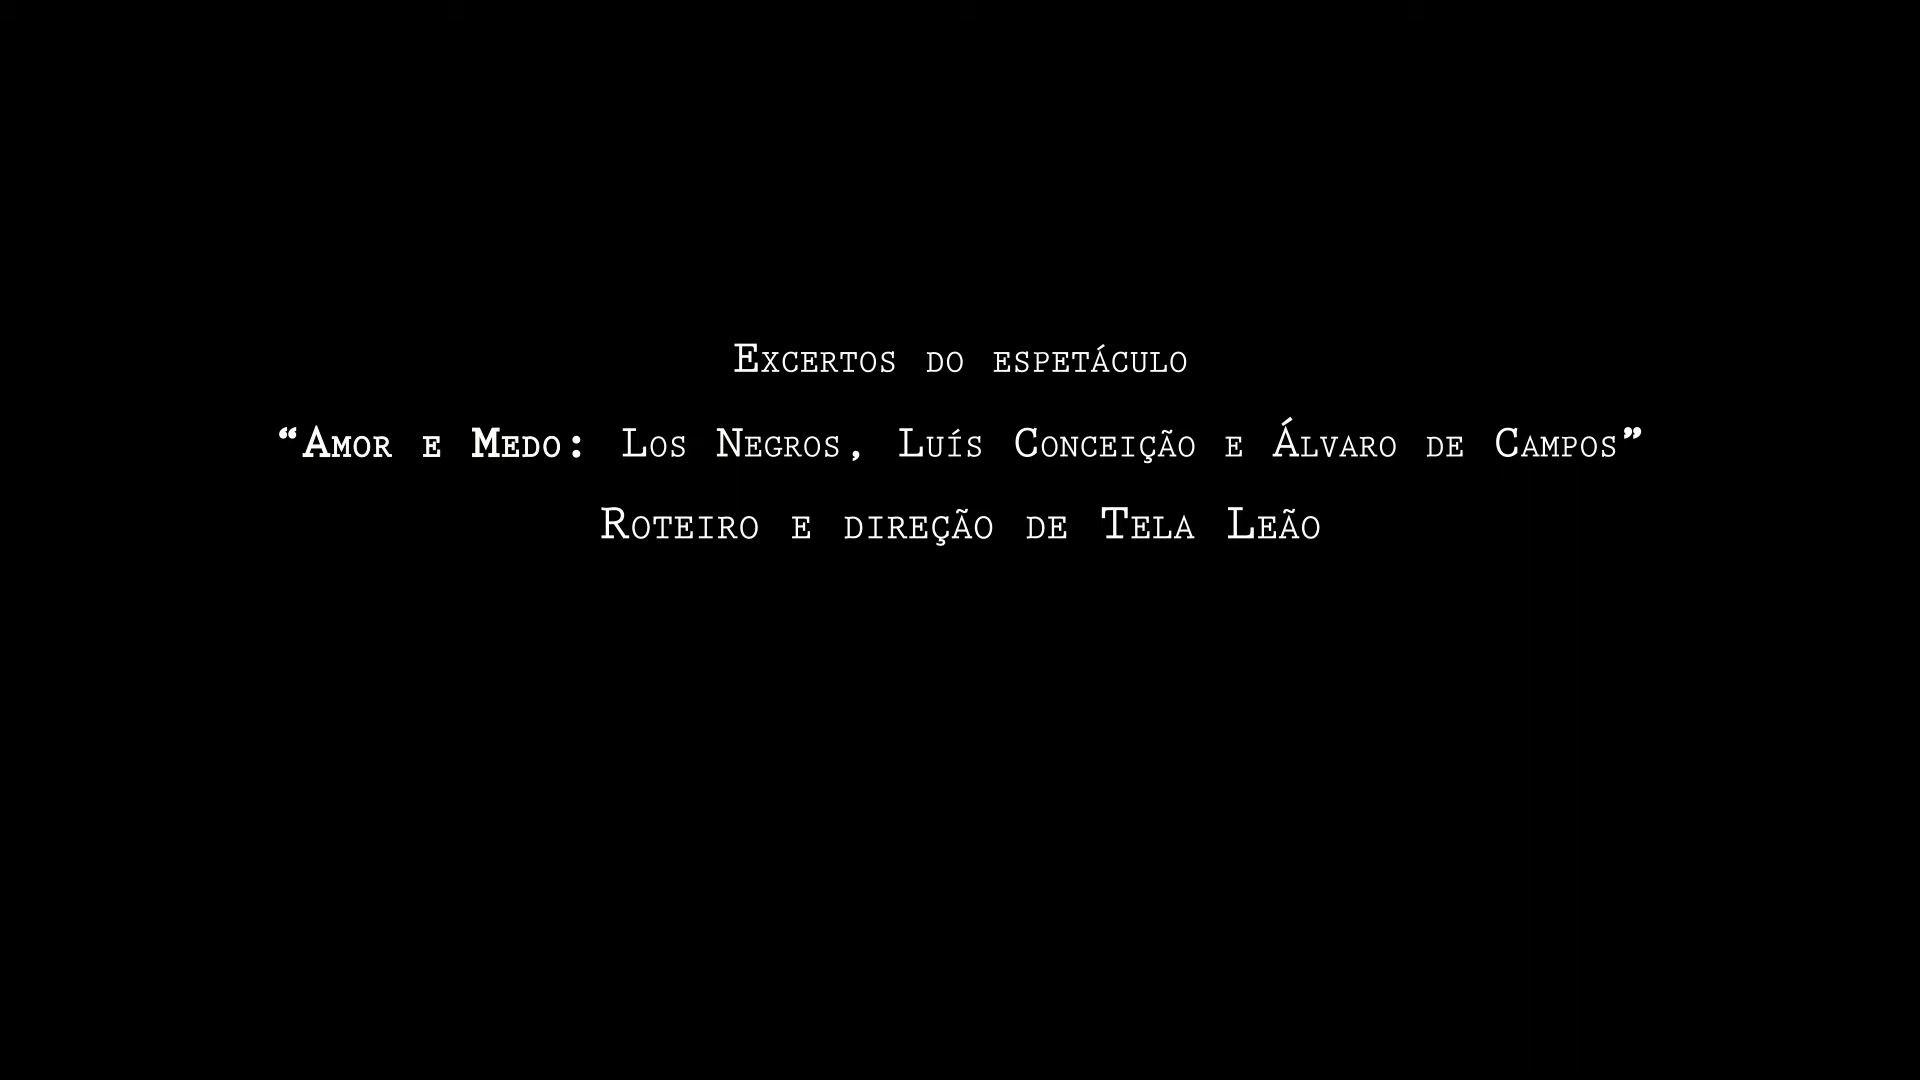 Excertos do espetáculo
“Amor e Medo: Los Negros, Luís Conceição e Álvaro de Campos”
Roteiro e direção de Tela Leão